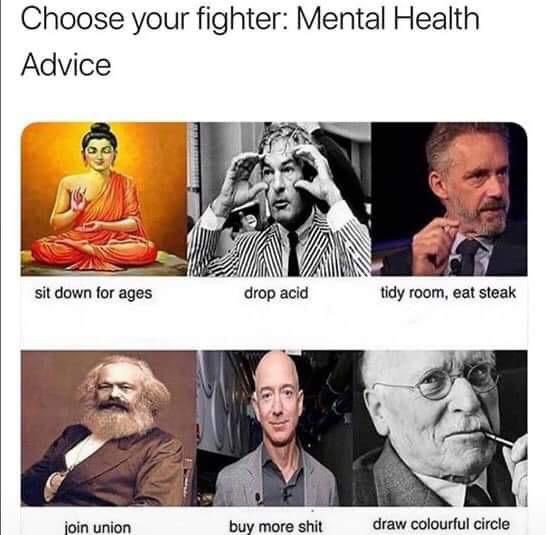 Choose your fighter: Mental Health
Advice
sit down for ages
drop acid
tidy room, eat steak
join union
buy more shit
draw colourful circle